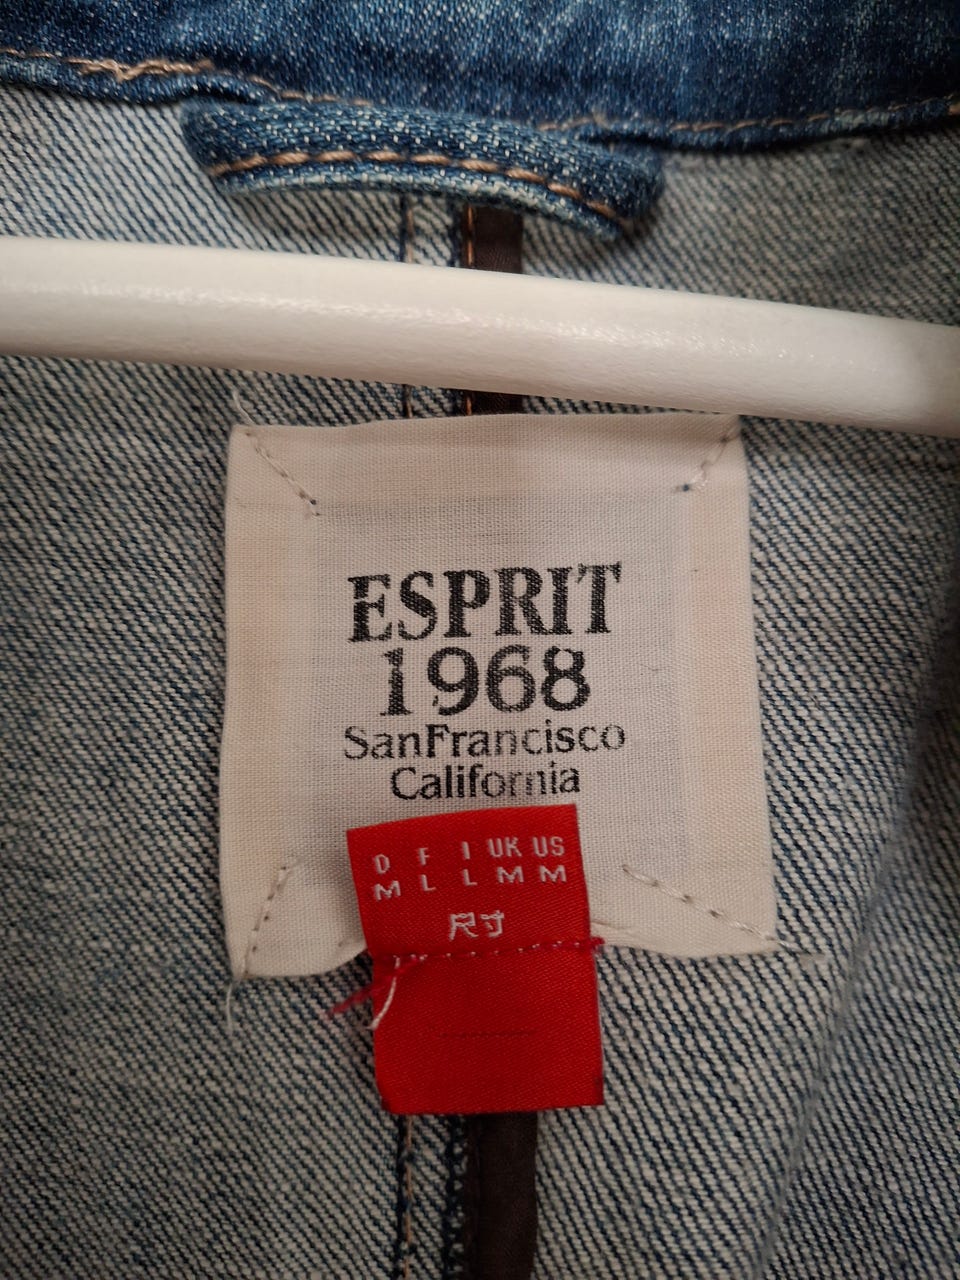 ESPRIT
1968
SanFrancisco
California
D F I UK US
M L L M M
尺寸